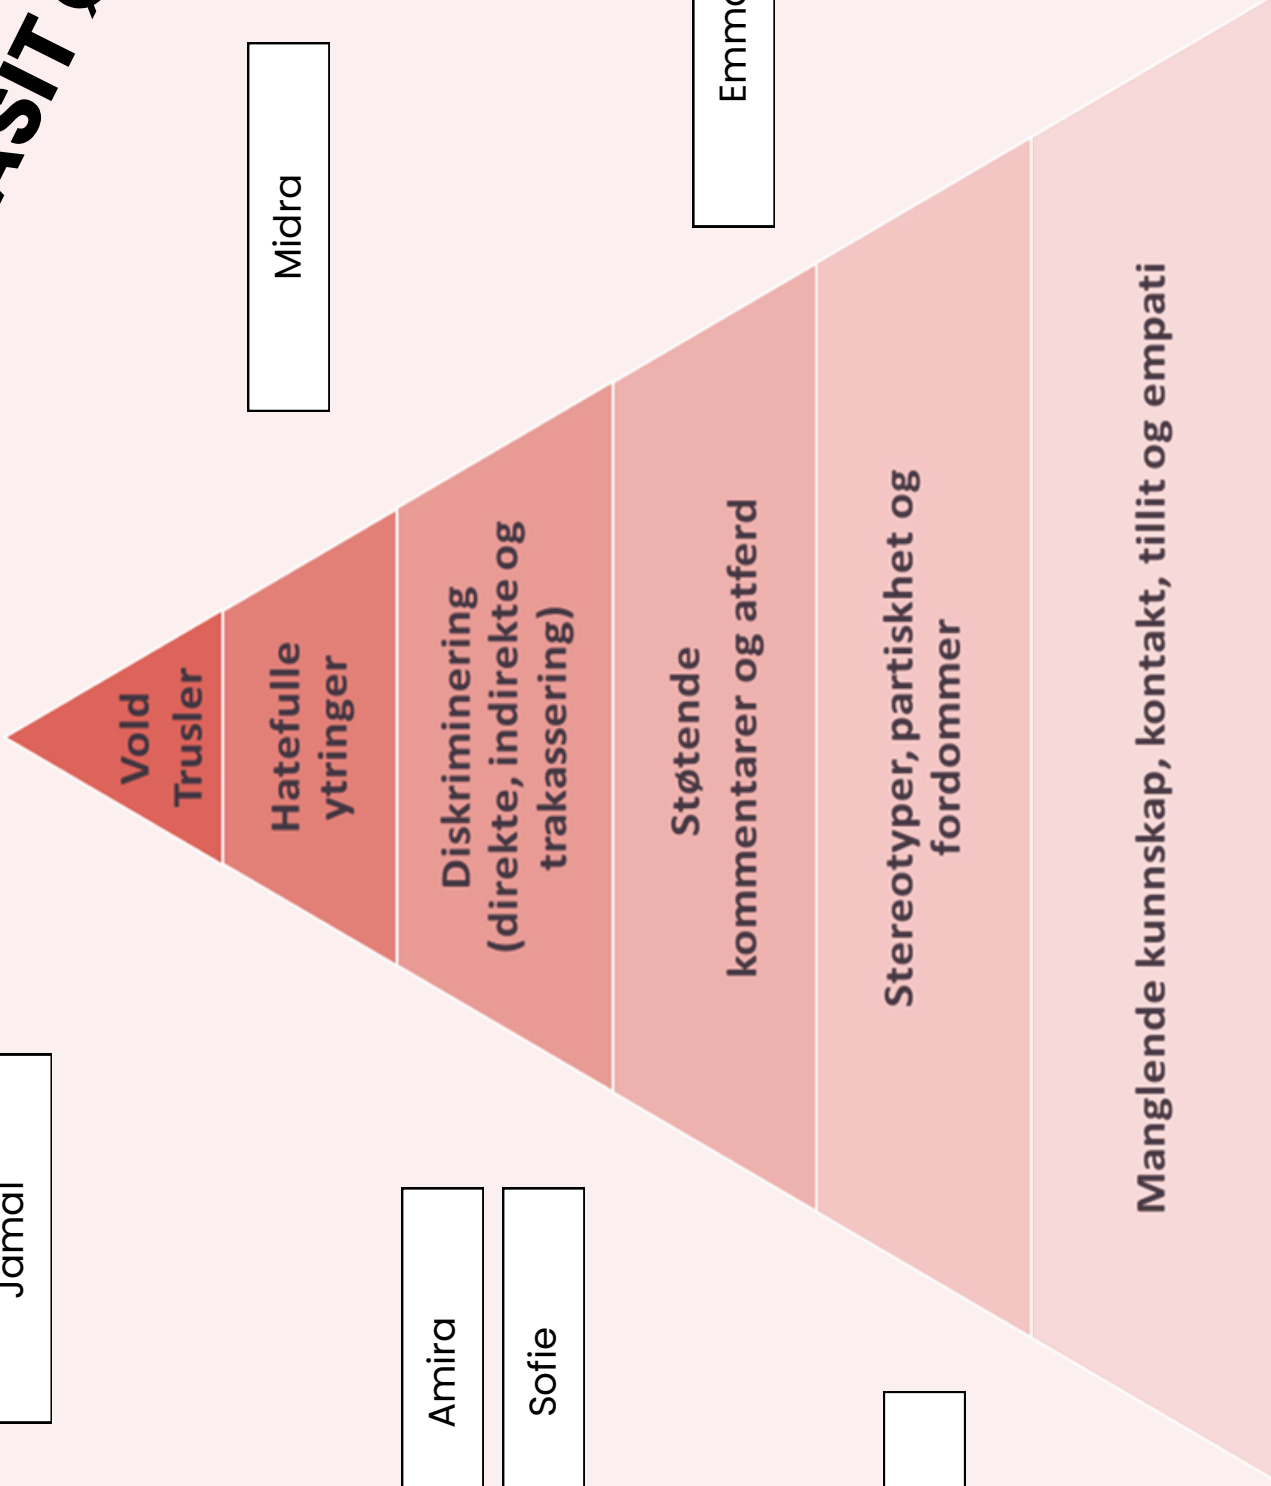 Midra
Emm
Vold
Trusler
Hatefulle
ytringer
Diskriminering
(direkte, indirekte og
trakassering)
Støtende
kommentarer og atferd
Stereotyper, partiskhet og
fordommer
Manglende kunnskap, kontakt, tillit og empati
Jamal
Amira
Sofie